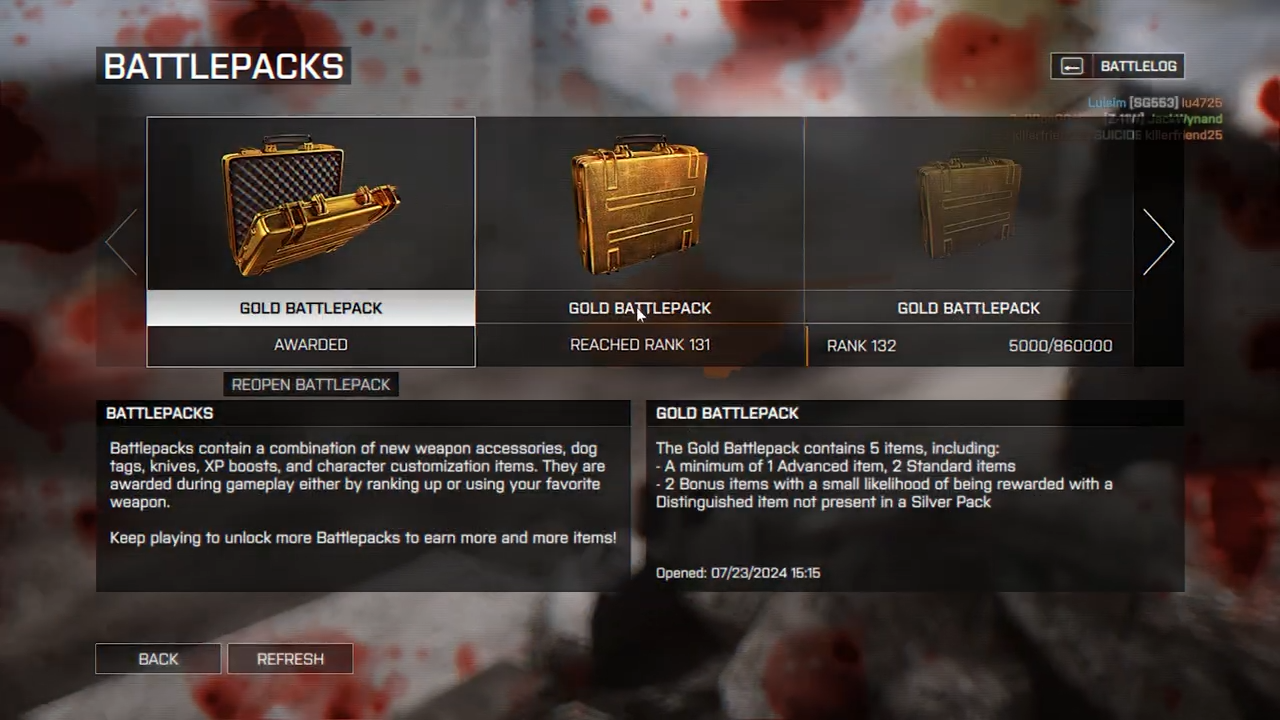 BATTLEPACKS
BATTLELOG
Luisim [SG553] lu4725
JackWynand
SUICIDE killerfriend25
GOLD BATTLEPACK
GOLD BATTLEPACK
GOLD BATTLEPACK
AWARDED
REACHED RANK 131
RANK 132 5000/860000
REOPEN BATTLEPACK
BATTLEPACKS
Battlepacks contain a combination of new weapon accessories, dog
tags, knives, XP boosts, and character customization items. They are
awarded during gameplay either by ranking up or using your favorite
weapon.
Keep playing to unlock more Battlepacks to earn more and more items!
GOLD BATTLEPACK
The Gold Battlepack contains 5 items, including:
- A minimum of 1 Advanced item, 2 Standard items
- 2 Bonus items with a small likelihood of being rewarded with a
Distinguished item not present in a Silver Pack
Opened: 07/23/2024 15:15
BACK
REFRESH